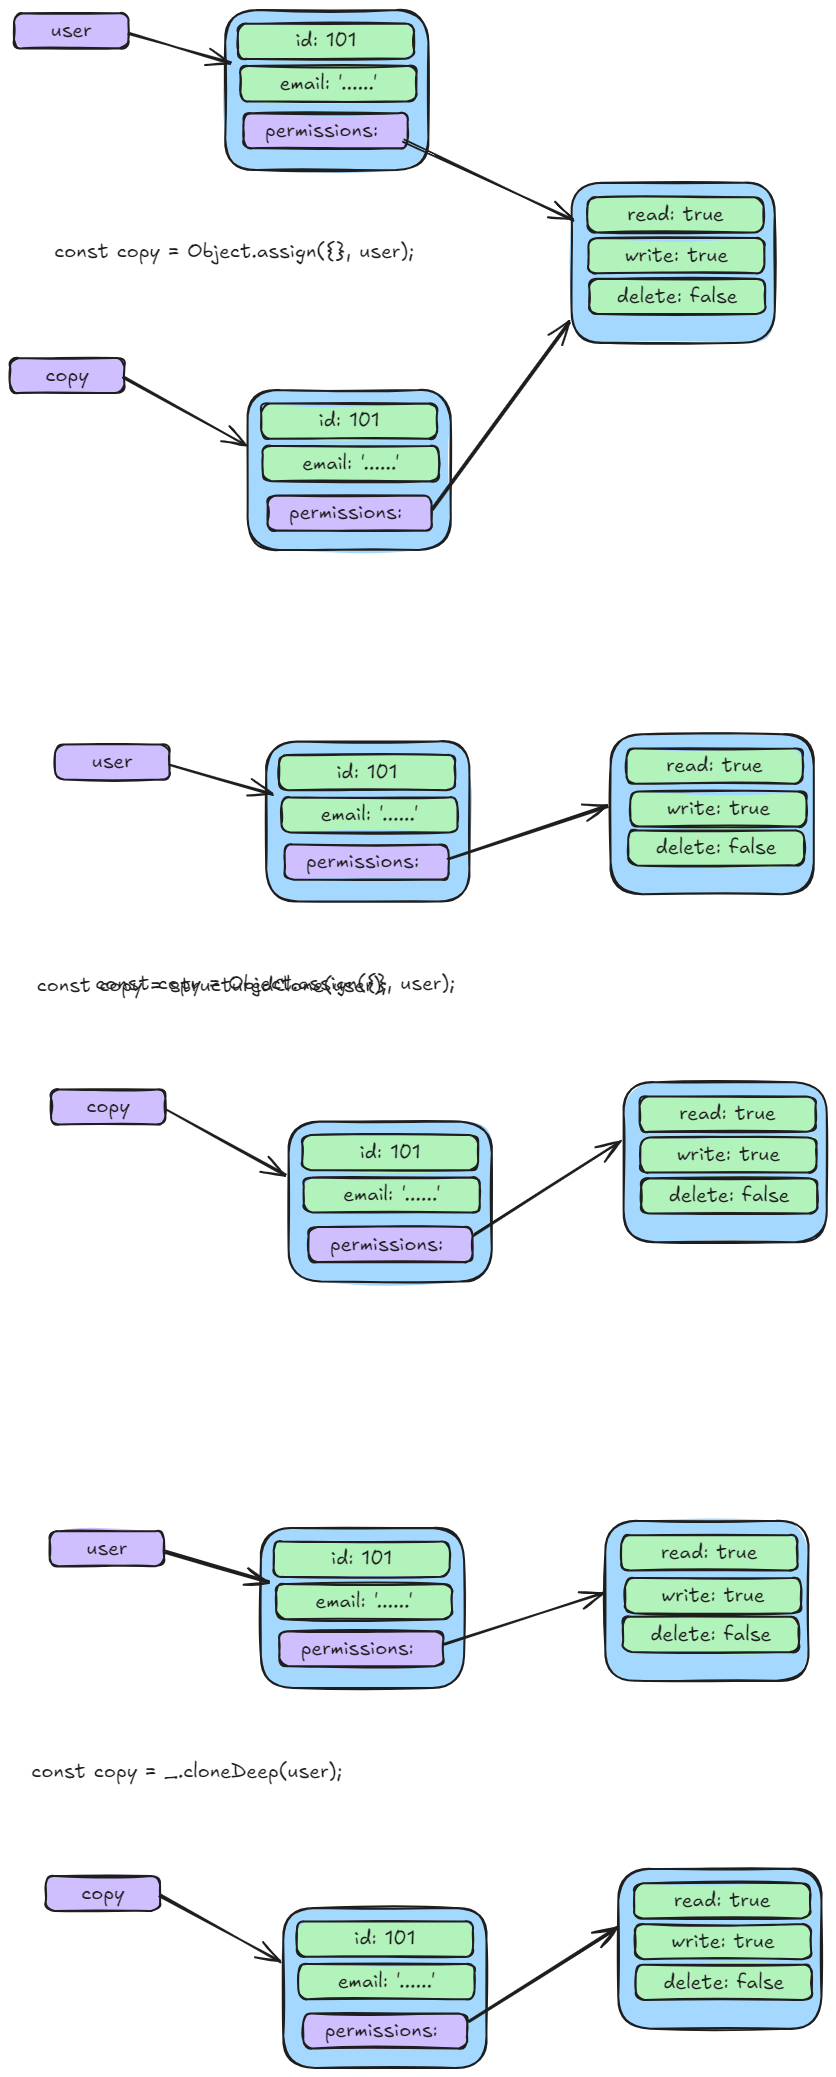 user
id: 101
email: '......'
permissions:
read: true
write: true
delete: false
const copy = Object.assign({}, user);
copy
id: 101
email: '......'
permissions:
user
id: 101
email: '......'
permissions:
read: true
write: true
delete: false
const copy = structuredClone(user);
const copy = Object.assign({}, user);
copy
id: 101
email: '......'
permissions:
read: true
write: true
delete: false
user
id: 101
email: '......'
permissions:
read: true
write: true
delete: false
const copy = _.cloneDeep(user);
copy
id: 101
email: '......'
permissions:
read: true
write: true
delete: false